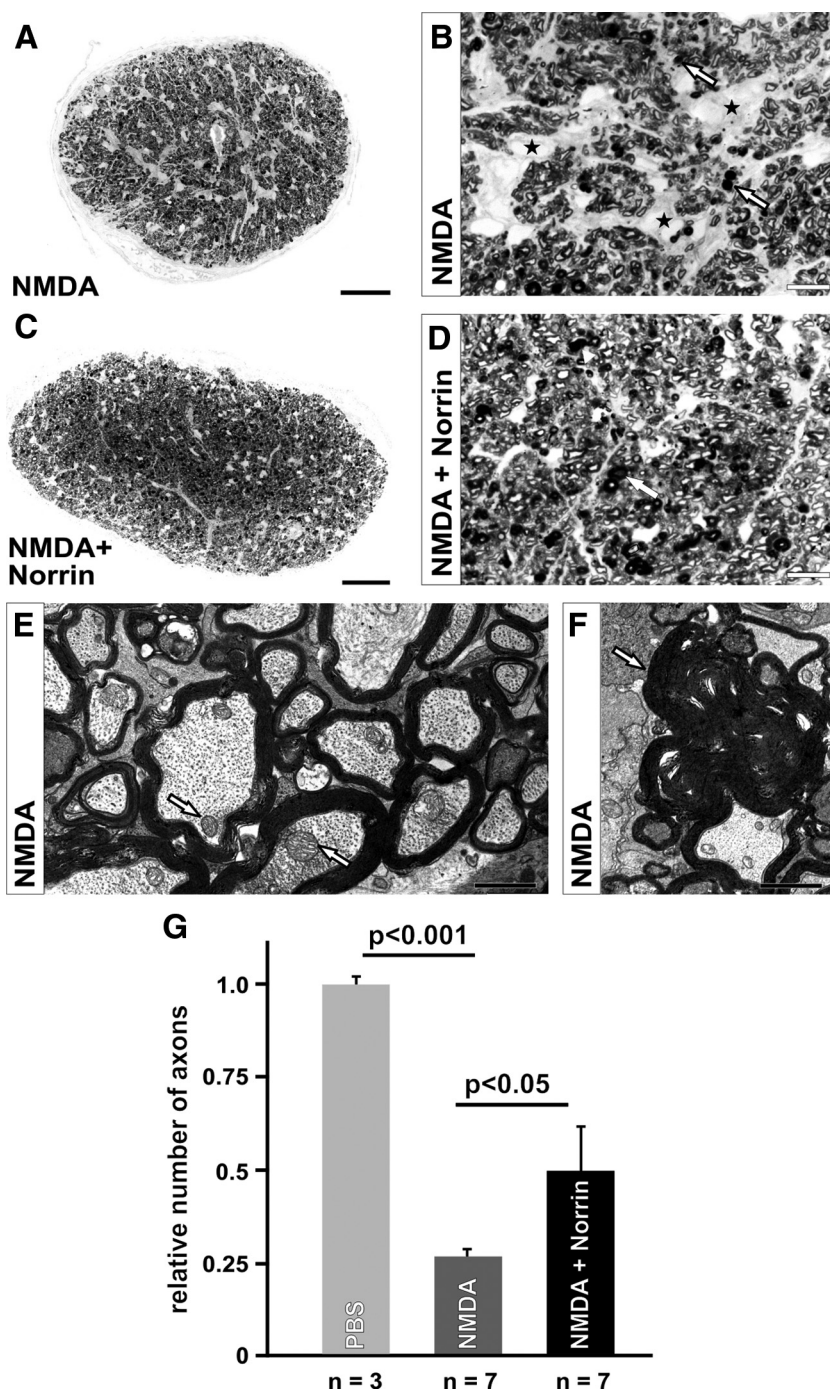 A
NMDA
B
NMDA
C
NMDA+
Norrin
D
NMDA + Norrin
E
NMDA
F
NMDA
G
relative number of axons
1.0
0.75
0.5
0.25
0
p<0.001
p<0.05
PBS
NMDA
NMDA + Norrin
n = 3
n = 7
n = 7